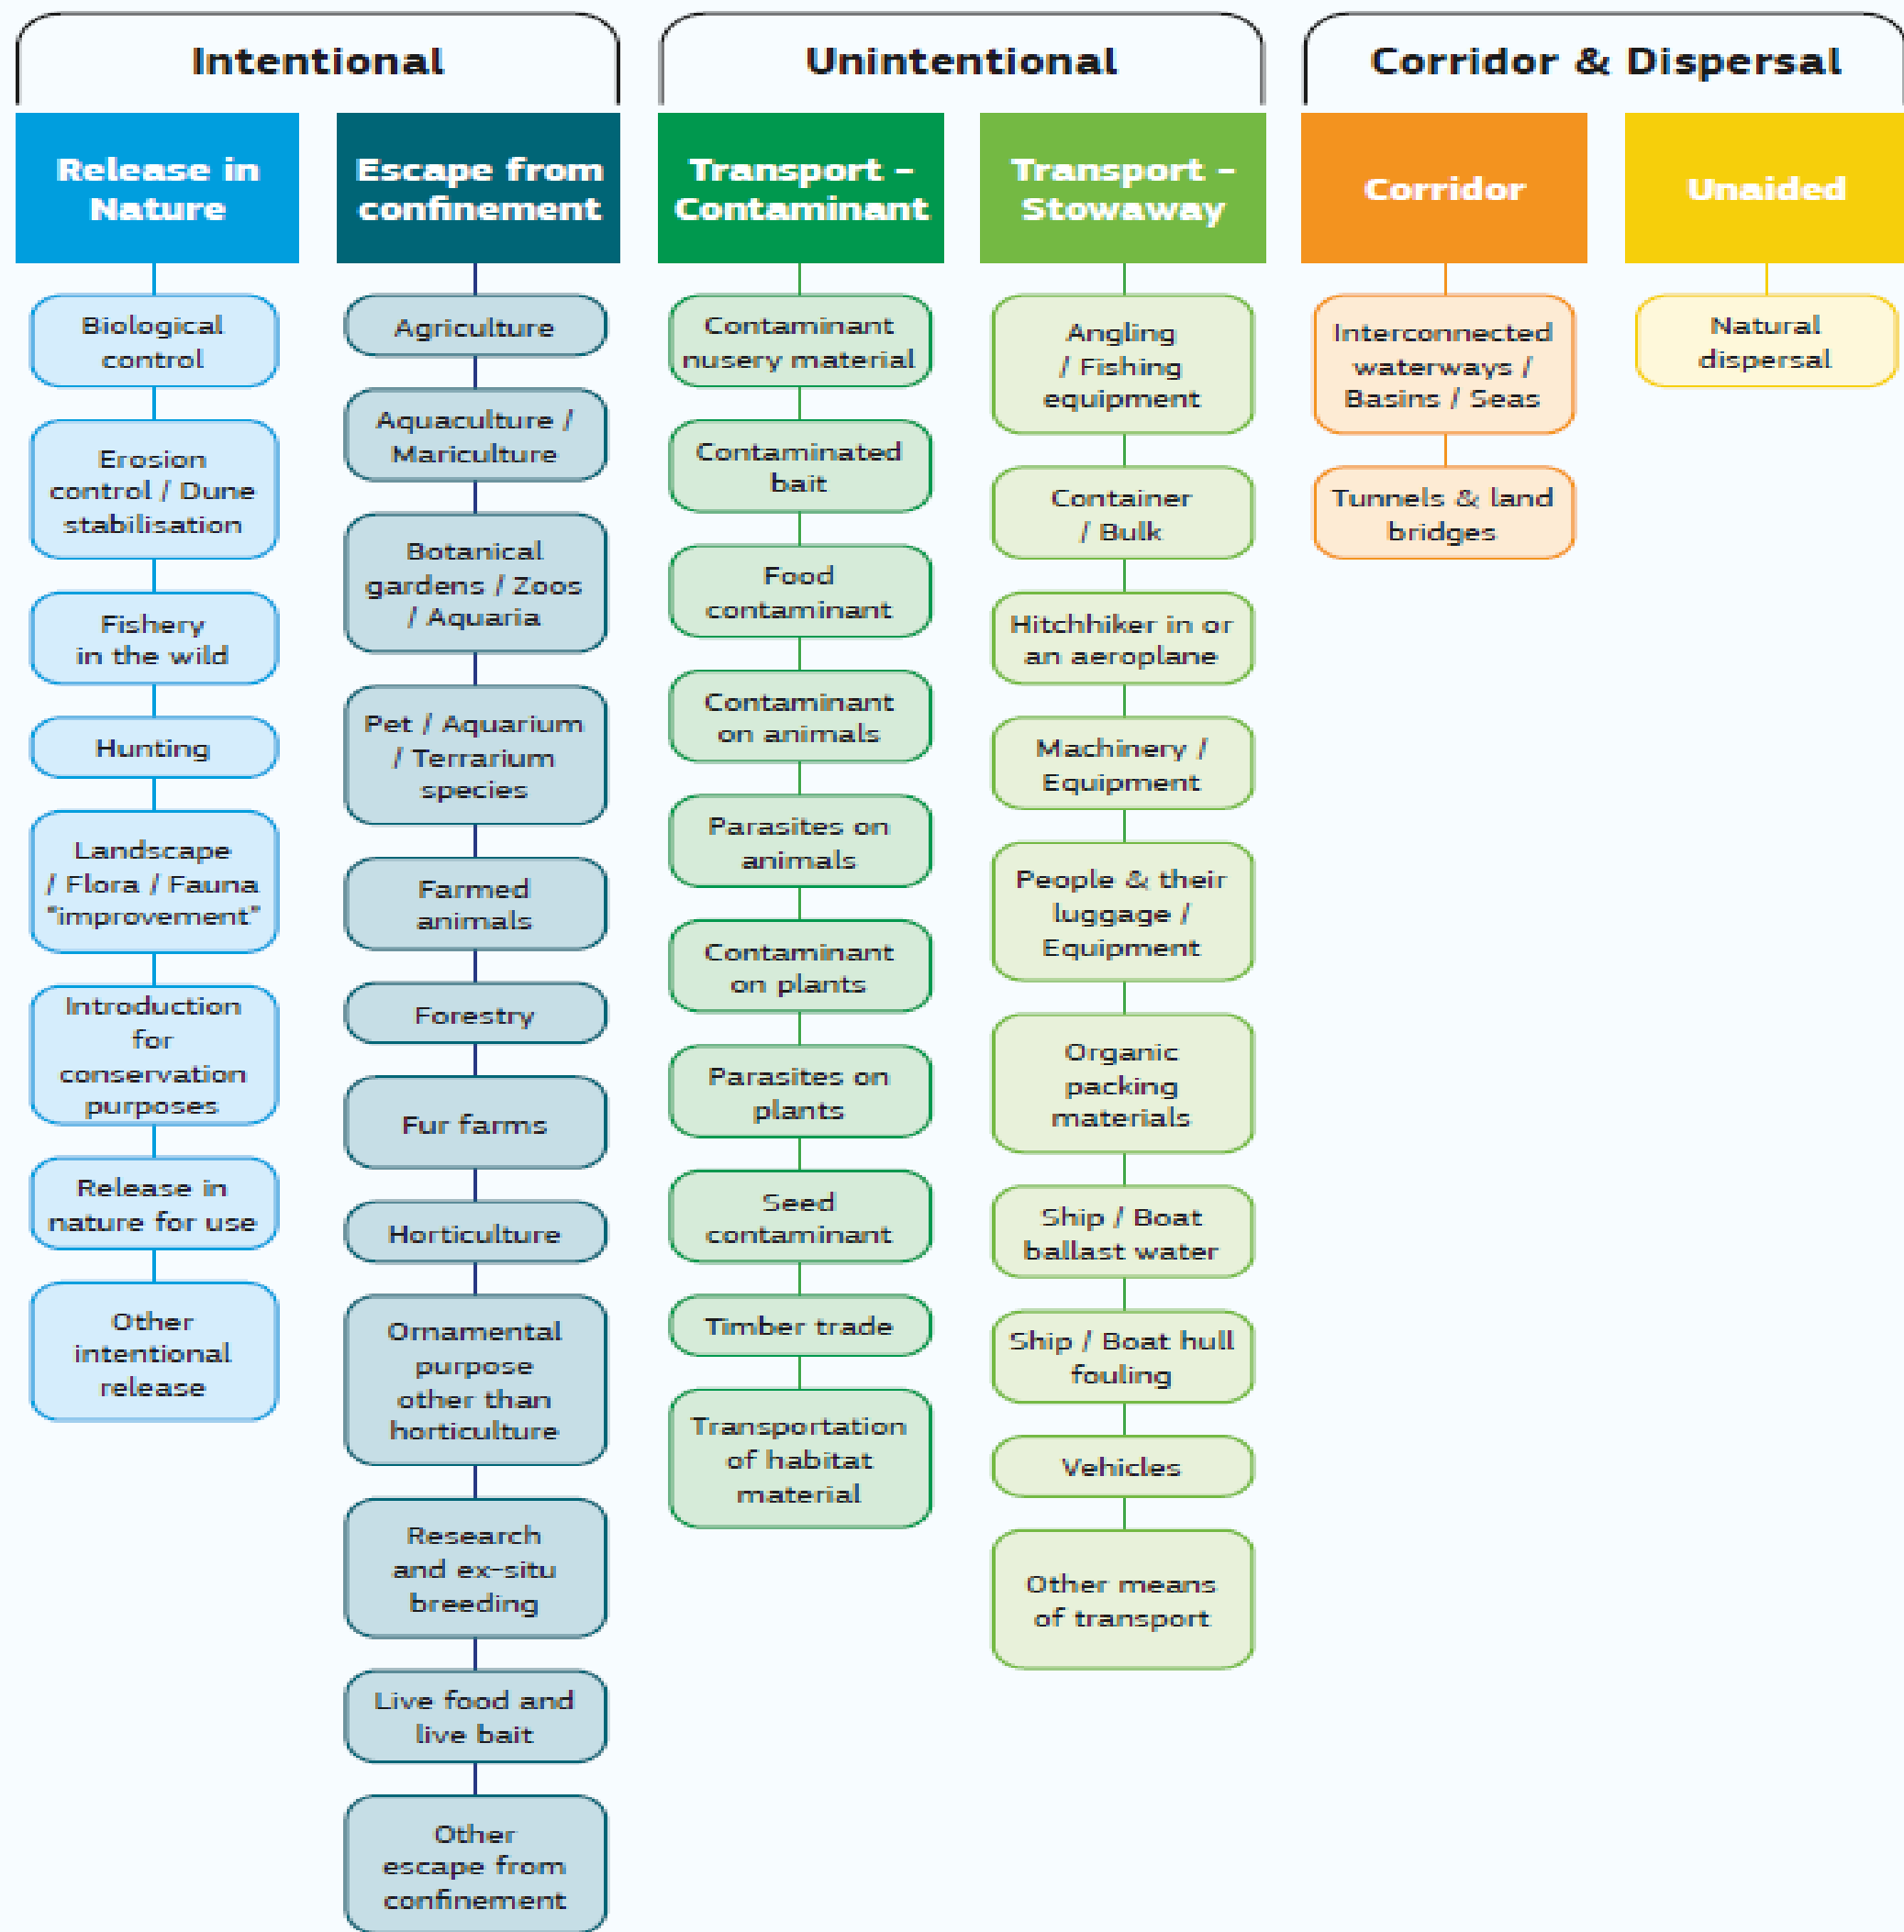 Intentional
Unintentional
Corridor & Dispersal
Release in
Nature
Escape from
confinement
Transport –
Contaminant
Transport –
Stowaway
Corridor
Unaided
Biological
control
Erosion
control / Dune
stabilisation
Fishery
in the wild
Hunting
Landscape
/ Flora / Fauna
"improvement"
Introduction
for
conservation
purposes
Release in
nature for use
Other
intentional
release
Agriculture
Aquaculture /
Mariculture
Botanical
gardens / Zoos
/ Aquaria
Pet / Aquarium
/ Terrarium
species
Farmed
animals
Forestry
Fur farms
Horticulture
Ornamental
purpose
other than
horticulture
Research
and ex-situ
breeding
Live food and
live bait
Other
escape from
confinement
Contaminant
nusery material
Contaminated
bait
Food
contaminant
Contaminant
on animals
Parasites on
animals
Contaminant
on plants
Parasites on
plants
Seed
contaminant
Timber trade
Transportation
of habitat
material
Angling
/ Fishing
equipment
Container
/ Bulk
Hitchhiker in or
an aeroplane
Machinery /
Equipment
People & their
luggage /
Equipment
Organic
packing
materials
Ship / Boat
ballast water
Ship / Boat hull
fouling
Vehicles
Other means
of transport
Interconnected
waterways /
Basins / Seas
Tunnels & land
bridges
Natural
dispersal